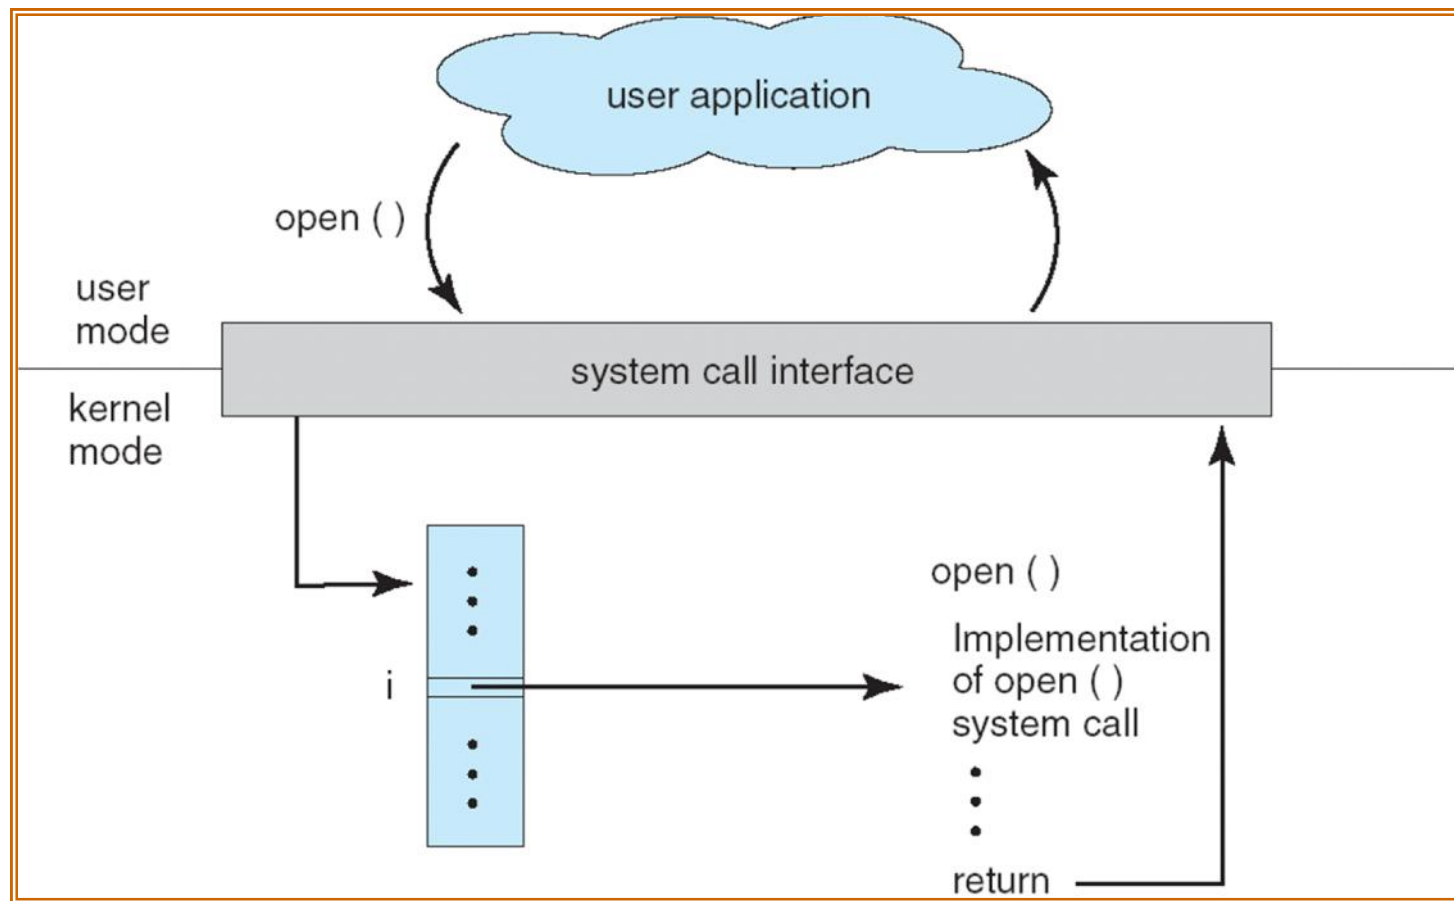 user application
open ( )
user
mode
system call interface
kernel
mode
open ( )
Implementation
of open ( )
system call
i
return